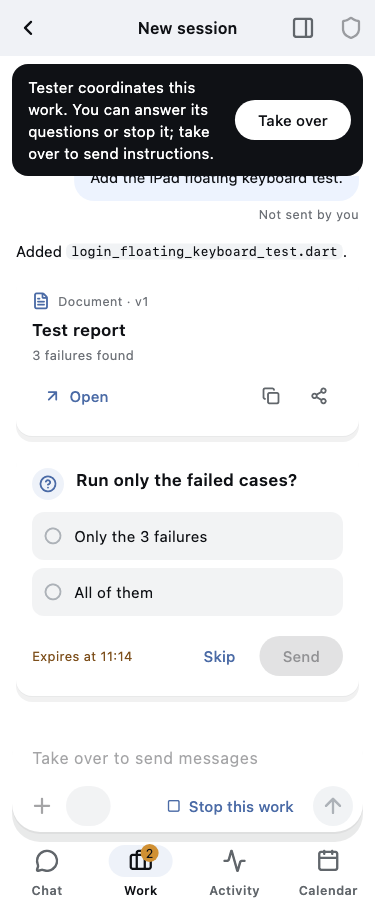 New session
Tester coordinates this
work. You can answer its
questions or stop it; take
over to send instructions.
Take over
Add the iPad floating keyboard test.
Not sent by you
Added login_floating_keyboard_test.dart.
Document · v1
Test report
3 failures found
Open
Run only the failed cases?
Only the 3 failures
All of them
Expires at 11:14
Skip
Send
Take over to send messages
Stop this work
2
Chat
Work
Activity
Calendar